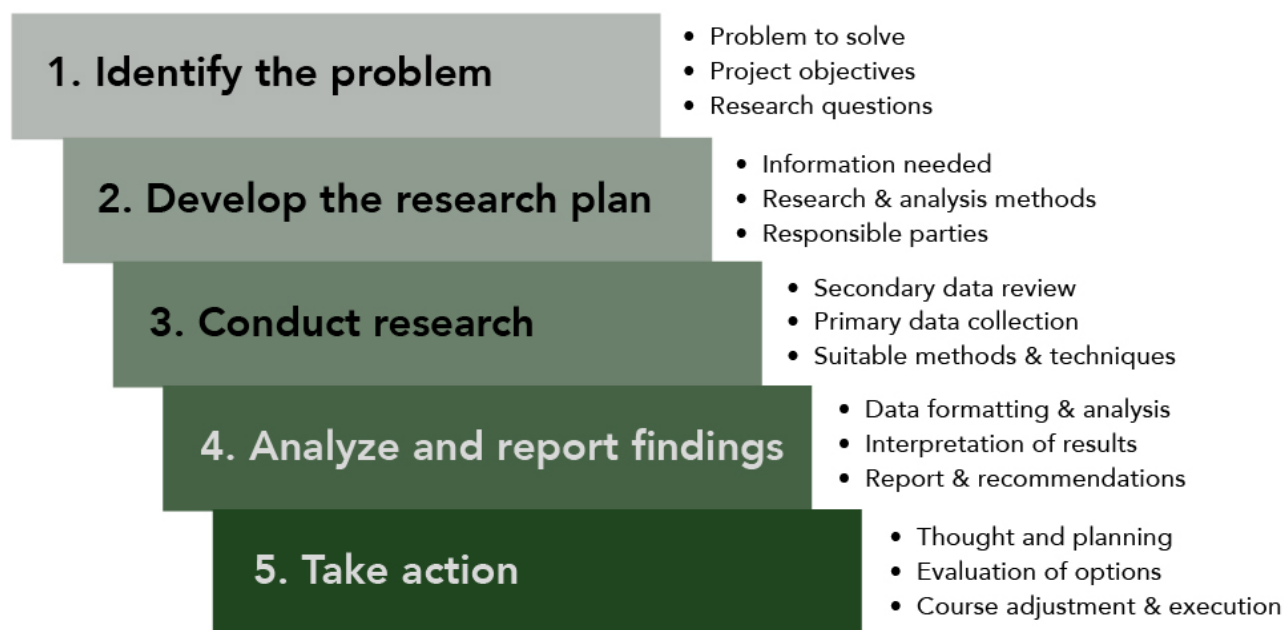 1. Identify the problem
• Problem to solve
• Project objectives
• Research questions
2. Develop the research plan
• Information needed
• Research & analysis methods
• Responsible parties
3. Conduct research
• Secondary data review
• Primary data collection
• Suitable methods & techniques
4. Analyze and report findings
• Data formatting & analysis
• Interpretation of results
• Report & recommendations
5. Take action
• Thought and planning
• Evaluation of options
• Course adjustment & execution